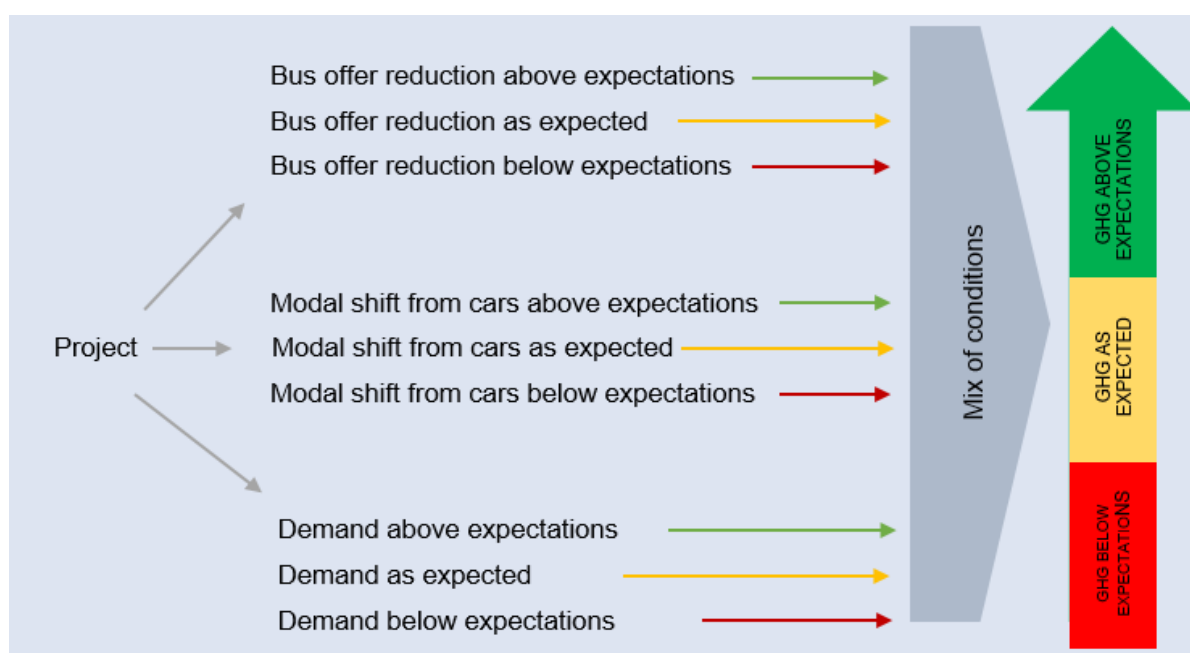 Bus offer reduction above expectations
Bus offer reduction as expected
Bus offer reduction below expectations
Project
Modal shift from cars above expectations
Modal shift from cars as expected
Modal shift from cars below expectations
Demand above expectations
Demand as expected
Demand below expectations
Mix of conditions
GHG ABOVE
EXPECTATIONS
GHG AS
EXPECTED
GHG BELOW
EXPECTATIONS